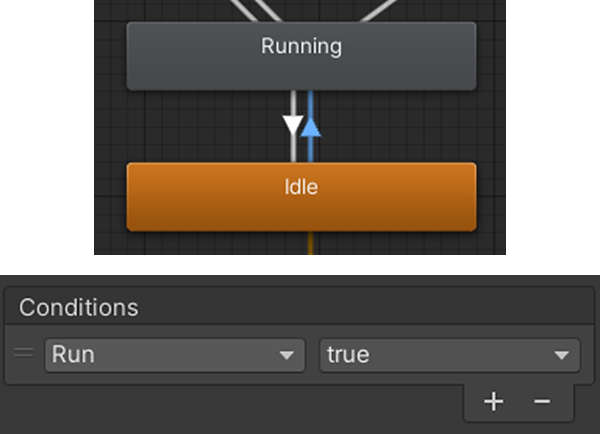 Running
Idle
Conditions
Run true